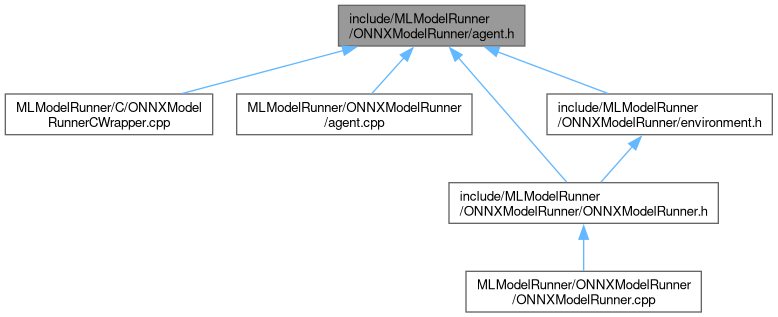 include/MLModelRunner
/ONNXModelRunner/agent.h
MLModelRunner/C/ONNXModel
RunnerCWrapper.cpp
MLModelRunner/ONNXModelRunner
/agent.cpp
include/MLModelRunner
/ONNXModelRunner/environment.h
include/MLModelRunner
/ONNXModelRunner/ONNXModelRunner.h
MLModelRunner/ONNXModelRunner
/ONNXModelRunner.cpp